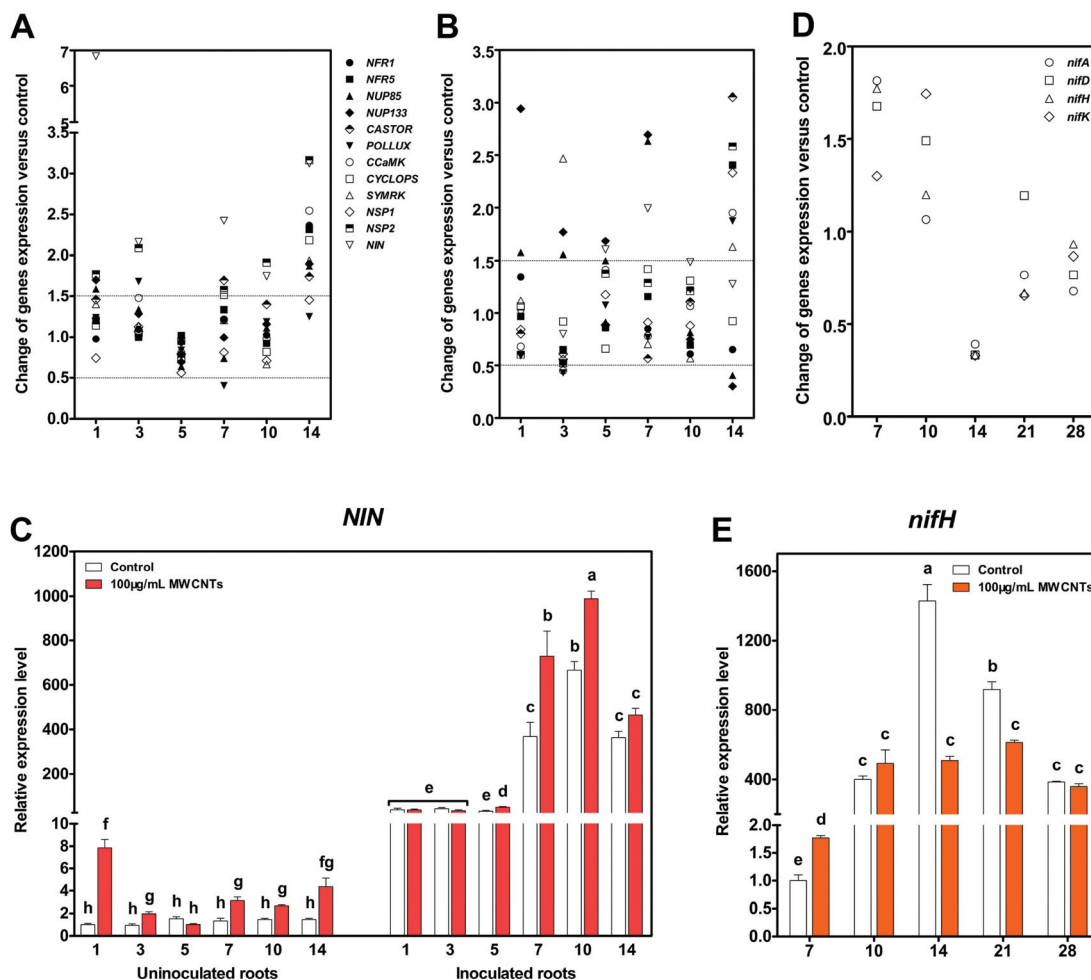 A
Change of genes expression versus control
7
6
5
3.5
3.0
2.5
2.0
1.5
1.0
0.5
0.0
1 3 5 7 10 14
NFR1
NFR5
NUP85
NUP133
CASTOR
POLLUX
CCaMK
CYCLOPS
SYMRK
NSP1
NSP2
NIN
B
Change of genes expression versus control
3.5
3.0
2.5
2.0
1.5
1.0
0.5
0.0
1 3 5 7 10 14
D
Change of genes expression versus control
2.0
1.5
1.0
0.5
0
7 10 14 21 28
nifA
nifD
nifH
nifK
C
NIN
Relative expression level
1200
1000
800
600
400
200
10
8
6
4
2
0
Control
100µg/mL MWCNTs
h f h g h h h g h g h fg
e e d c b b a c c
1 3 5 7 10 14 1 3 5 7 10 14
Uninoculated roots Inoculated roots
E
nifH
Relative expression level
1600
1200
800
400
2.0
1.5
1.0
0.5
0.0
Control
100µg/mL MWCNTs
e d c c a c b c c c
7 10 14 21 28